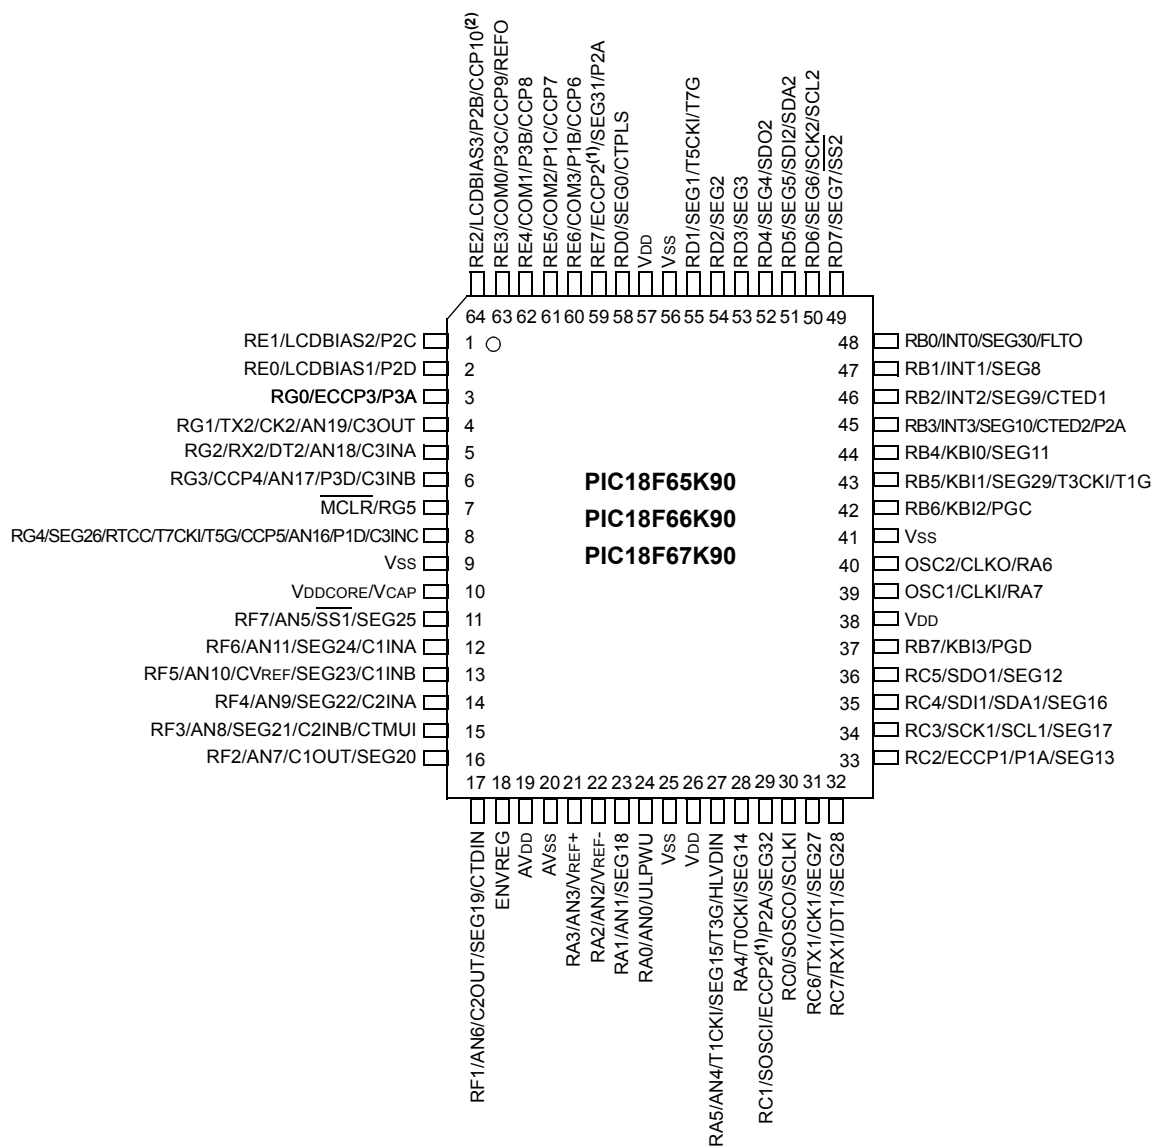 RE2/LCDBIAS3/P2B/CCP10(2)
RE3/COM0/P3C/CCP9/REFO
RE4/COM1/P3B/CCP8
RE5/COM2/P1C/CCP7
RE6/COM3/P1B/CCP6
RE7/ECCP2(1)/SEG31/P2A
RD0/SEG0/CTPLS
VDD
VSS
RD1/SEG1/T5CKI/T7G
RD2/SEG2
RD3/SEG3
RD4/SEG4/SDO2
RD5/SEG5/SDI2/SDA2
RD6/SEG6/SCK2/SCL2
RD7/SEG7/SS2
64 63 62 61 60 59 58 57 56 55 54 53 52 51 50 49
RE1/LCDBIAS2/P2C 1
RE0/LCDBIAS1/P2D 2
RG0/ECCP3/P3A 3
RG1/TX2/CK2/AN19/C3OUT 4
RG2/RX2/DT2/AN18/C3INA 5
RG3/CCP4/AN17/P3D/C3INB 6
MCLR/RG5 7
RG4/SEG26/RTCC/T7CKI/T5G/CCP5/AN16/P1D/C3INC 8
VSS 9
VDDCORE/VCAP 10
RF7/AN5/SS1/SEG25 11
RF6/AN11/SEG24/C1INA 12
RF5/AN10/CVREF/SEG23/C1INB 13
RF4/AN9/SEG22/C2INA 14
RF3/AN8/SEG21/C2INB/CTMUI 15
RF2/AN7/C1OUT/SEG20 16
PIC18F65K90
PIC18F66K90
PIC18F67K90
48 RB0/INT0/SEG30/FLTO
47 RB1/INT1/SEG8
46 RB2/INT2/SEG9/CTED1
45 RB3/INT3/SEG10/CTED2/P2A
44 RB4/KBI0/SEG11
43 RB5/KBI1/SEG29/T3CKI/T1G
42 RB6/KBI2/PGC
41 VSS
40 OSC2/CLKO/RA6
39 OSC1/CLKI/RA7
38 VDD
37 RB7/KBI3/PGD
36 RC5/SDO1/SEG12
35 RC4/SDI1/SDA1/SEG16
34 RC3/SCK1/SCL1/SEG17
33 RC2/ECCP1/P1A/SEG13
17 18 19 20 21 22 23 24 25 26 27 28 29 30 31 32
RF1/AN6/C2OUT/SEG19/CTDIN
ENVREG
AVDD
AVSS
RA3/AN3/VREF+
RA2/AN2/VREF-
RA1/AN1/SEG18
RA0/AN0/ULPWU
VSS
VDD
RA5/AN4/T1CKI/SEG15/T3G/HLVDIN
RA4/T0CKI/SEG14
RC1/SOSCI/ECCP2(1)/P2A/SEG32
RC0/SOSCO/SCLKI
RC6/TX1/CK1/SEG27
RC7/RX1/DT1/SEG28